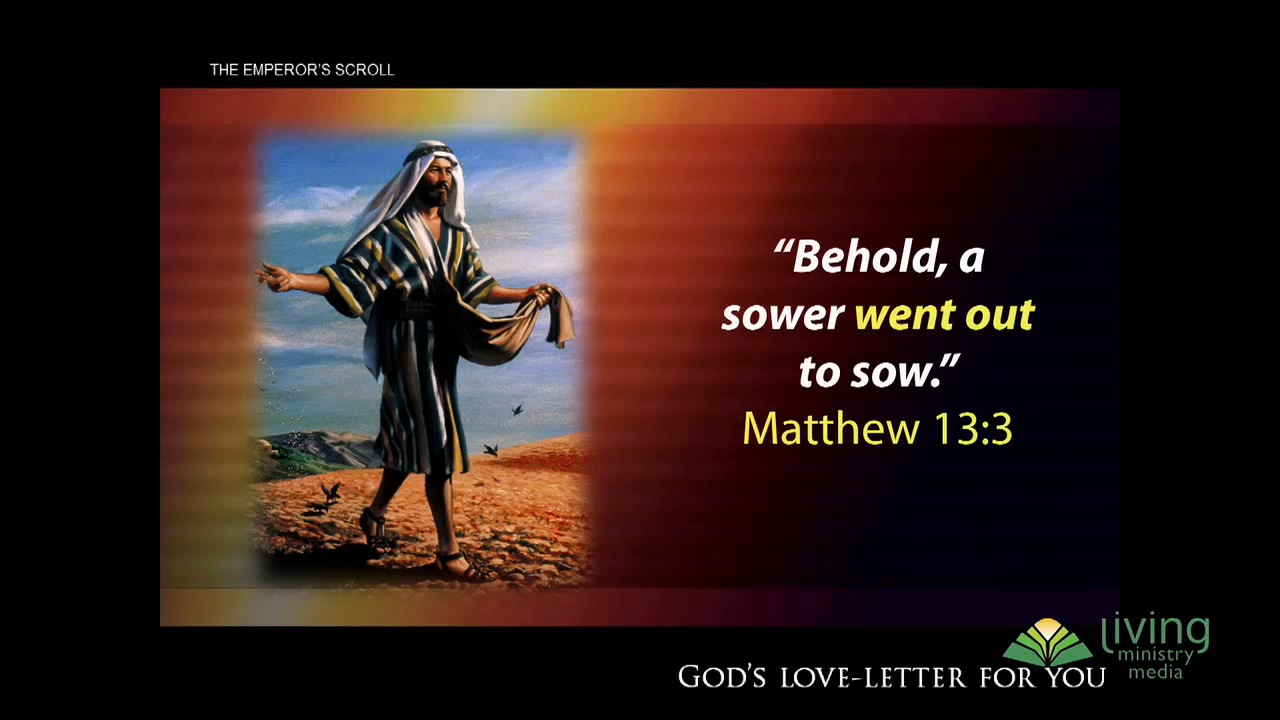 THE EMPEROR'S SCROLL
“Behold, a
sower went out
to sow.”
Matthew 13:3
GOD'S LOVE-LETTER FOR YOU
living
ministry
media